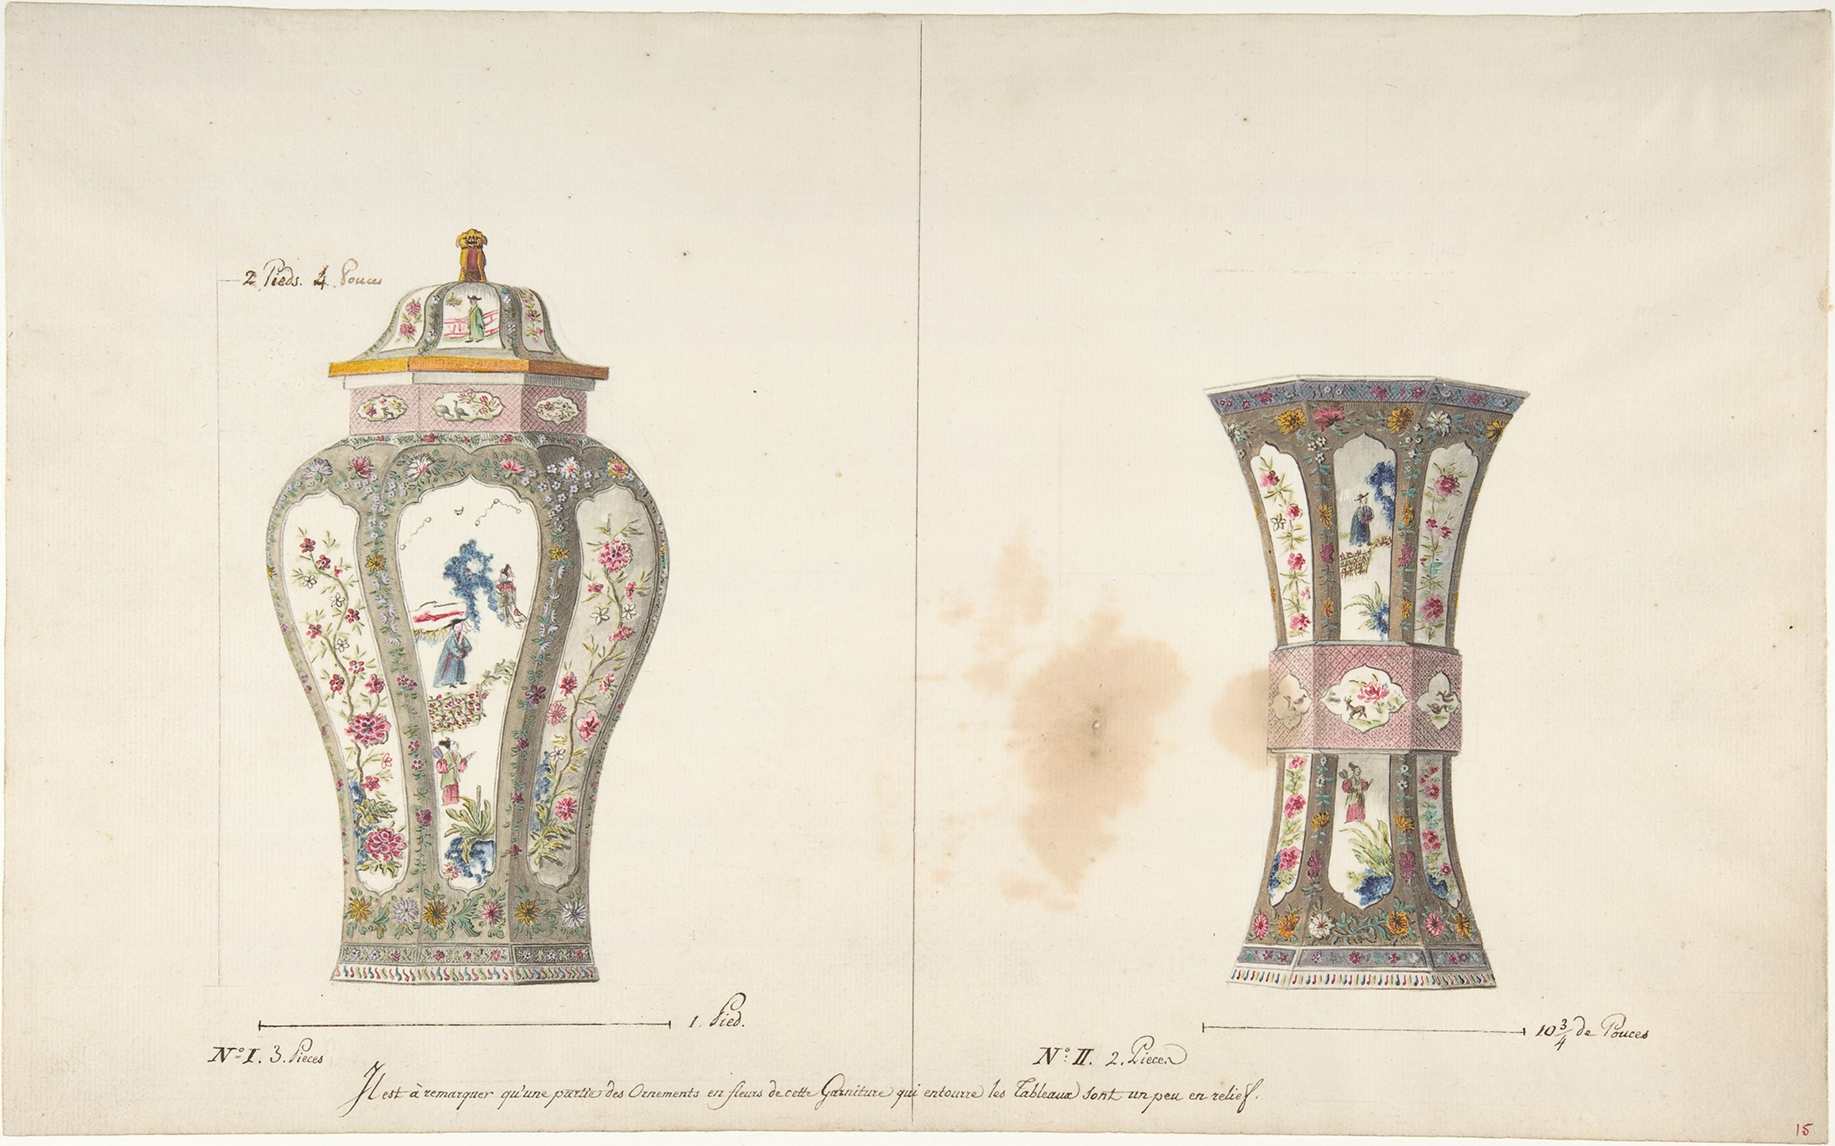 2 Pieds. 4 Pouces
1. Pied.
10 3/4 de Pouces
No. I. 3. Pieces
No. II. 2. Pieces
Il est à remarquer qu'une partie des Ornements en fleurs de cette Garniture qui entourre les Tableaux sont un peu en relief.
15